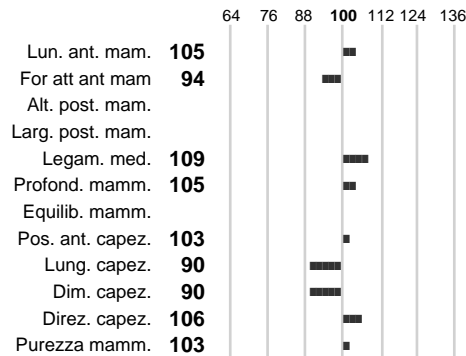 64 76 88 100 112 124 136
Lun. ant. mam. 105
For att ant mam 94
Alt. post. mam.
Larg. post. mam.
Legam. med. 109
Profond. mamm. 105
Equilib. mamm.
Pos. ant. capez. 103
Lung. capez. 90
Dim. capez. 90
Direz. capez. 106
Purezza mamm. 103